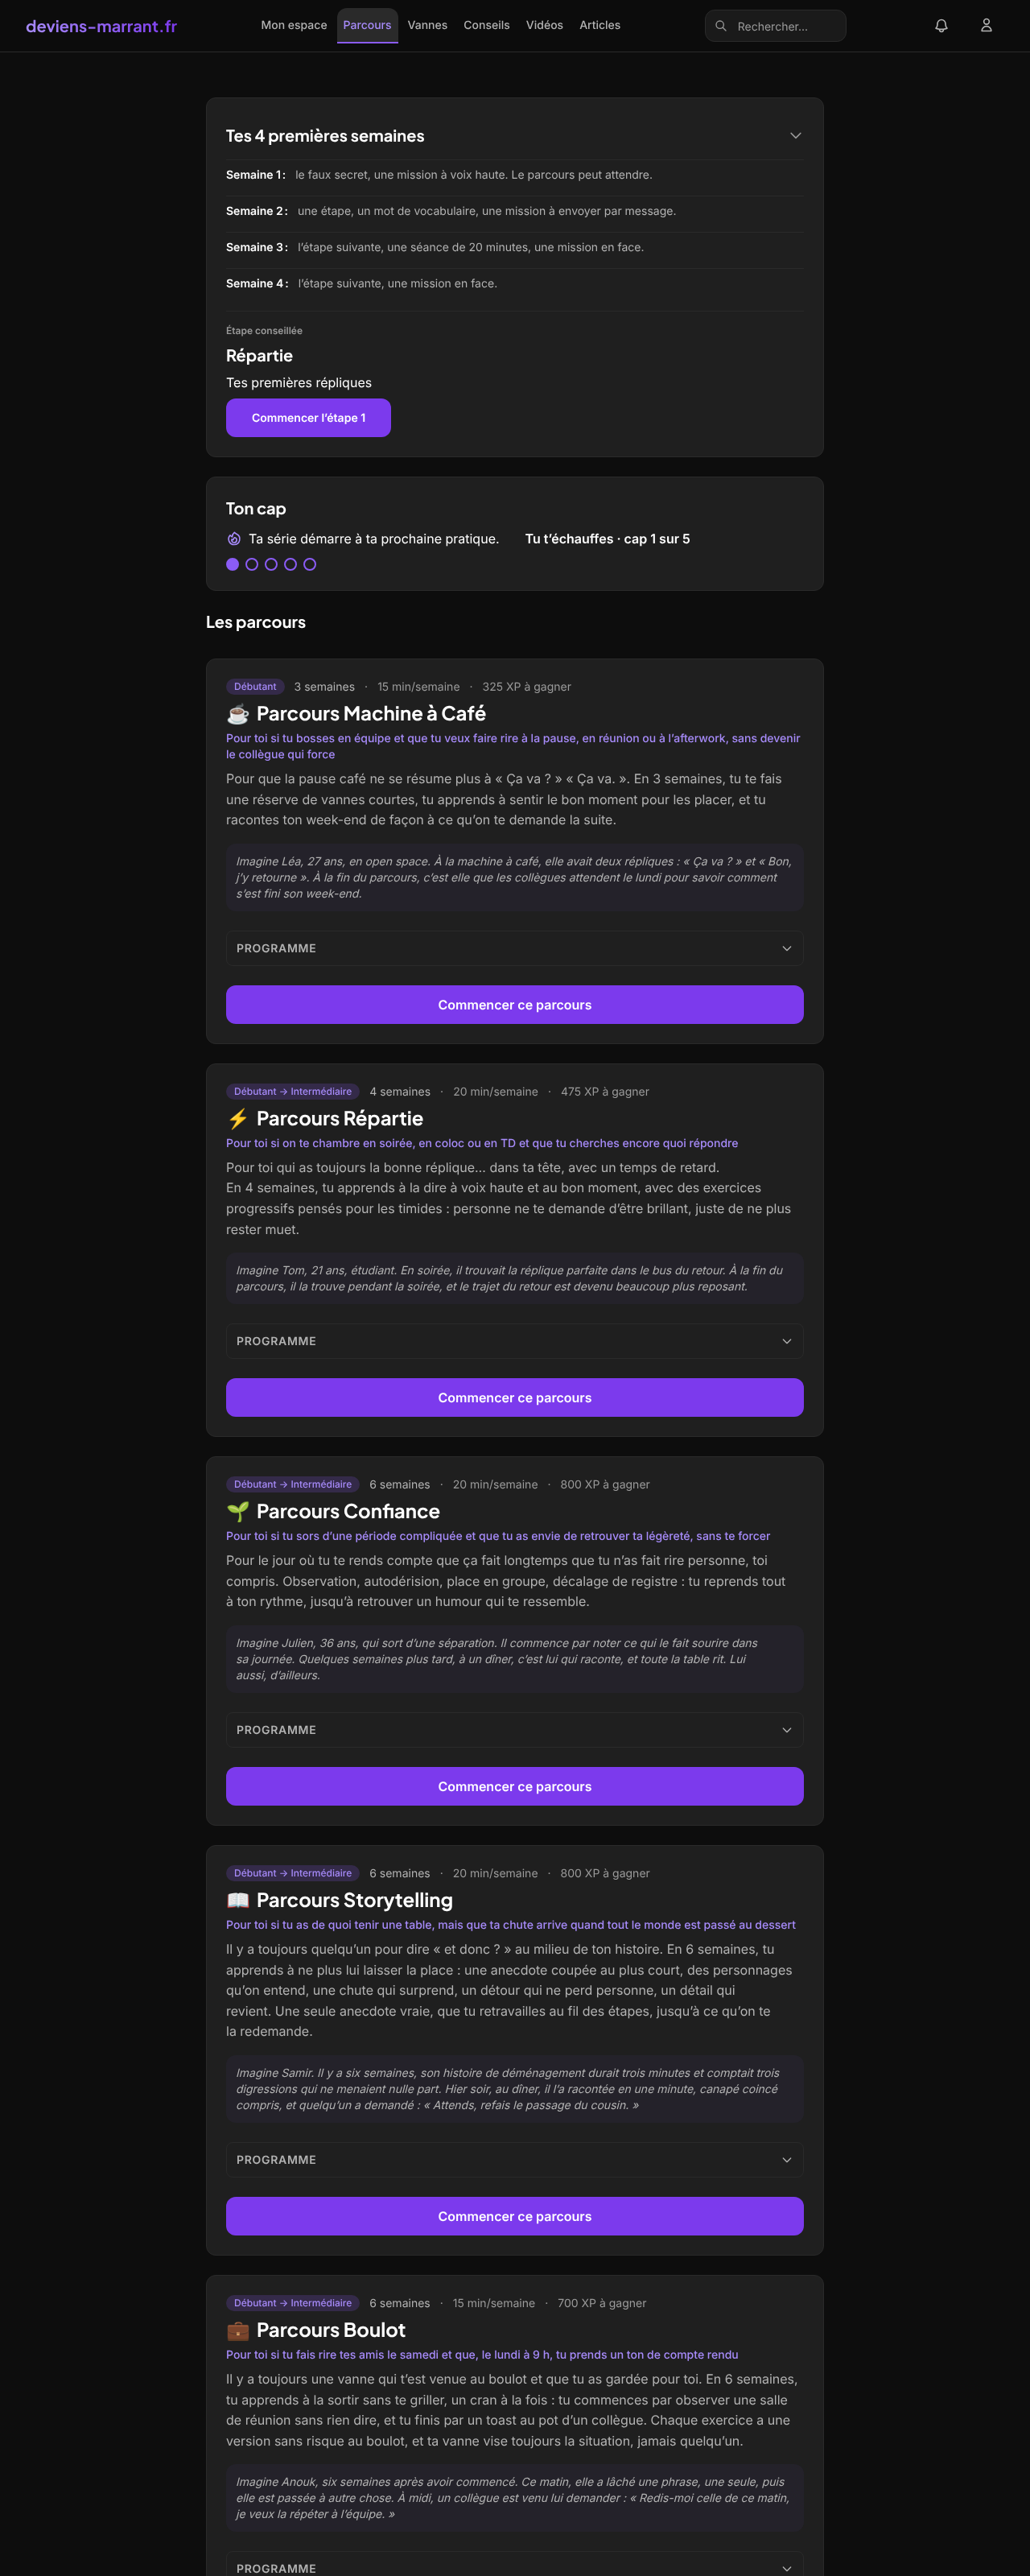 deviens-marrant.fr
Mon espace
Parcours
Vannes
Conseils
Vidéos
Articles
Rechercher...
Tes 4 premières semaines
Semaine 1 : le faux secret, une mission à voix haute. Le parcours peut attendre.
Semaine 2 : une étape, un mot de vocabulaire, une mission à envoyer par message.
Semaine 3 : l’étape suivante, une séance de 20 minutes, une mission en face.
Semaine 4 : l’étape suivante, une mission en face.
Étape conseillée
Répartie
Tes premières répliques
Commencer l’étape 1
Ton cap
Ta série démarre à ta prochaine pratique. Tu t’échauffes · cap 1 sur 5
Les parcours
Débutant 3 semaines · 15 min/semaine · 325 XP à gagner
☕ Parcours Machine à Café
Pour toi si tu bosses en équipe et que tu veux faire rire à la pause, en réunion ou à l’afterwork, sans devenir
le collègue qui force
Pour que la pause café ne se résume plus à « Ça va ? » « Ça va. ». En 3 semaines, tu te fais
une réserve de vannes courtes, tu apprends à sentir le bon moment pour les placer, et tu
racontes ton week-end de façon à ce qu’on te demande la suite.
Imagine Léa, 27 ans, en open space. À la machine à café, elle avait deux répliques : « Ça va ? » et « Bon,
j’y retourne ». À la fin du parcours, c’est elle que les collègues attendent le lundi pour savoir comment
s’est fini son week-end.
PROGRAMME
Commencer ce parcours
Débutant → Intermédiaire 4 semaines · 20 min/semaine · 475 XP à gagner
⚡ Parcours Répartie
Pour toi si on te chambre en soirée, en coloc ou en TD et que tu cherches encore quoi répondre
Pour toi qui as toujours la bonne réplique… dans ta tête, avec un temps de retard.
En 4 semaines, tu apprends à la dire à voix haute et au bon moment, avec des exercices
progressifs pensés pour les timides : personne ne te demande d’être brillant, juste de ne plus
rester muet.
Imagine Tom, 21 ans, étudiant. En soirée, il trouvait la réplique parfaite dans le bus du retour. À la fin du
parcours, il la trouve pendant la soirée, et le trajet du retour est devenu beaucoup plus reposant.
PROGRAMME
Commencer ce parcours
Débutant → Intermédiaire 6 semaines · 20 min/semaine · 800 XP à gagner
🌱 Parcours Confiance
Pour toi si tu sors d’une période compliquée et que tu as envie de retrouver ta légèreté, sans te forcer
Pour le jour où tu te rends compte que ça fait longtemps que tu n’as fait rire personne, toi
compris. Observation, autodérision, place en groupe, décalage de registre : tu reprends tout
à ton rythme, jusqu’à retrouver un humour qui te ressemble.
Imagine Julien, 36 ans, qui sort d’une séparation. Il commence par noter ce qui le fait sourire dans
sa journée. Quelques semaines plus tard, à un dîner, c’est lui qui raconte, et toute la table rit. Lui
aussi, d’ailleurs.
PROGRAMME
Commencer ce parcours
Débutant → Intermédiaire 6 semaines · 20 min/semaine · 800 XP à gagner
📖 Parcours Storytelling
Pour toi si tu as de quoi tenir une table, mais que ta chute arrive quand tout le monde est passé au dessert
Il y a toujours quelqu’un pour dire « et donc ? » au milieu de ton histoire. En 6 semaines, tu
apprends à ne plus lui laisser la place : une anecdote coupée au plus court, des personnages
qu’on entend, une chute qui surprend, un détour qui ne perd personne, un détail qui
revient. Une seule anecdote vraie, que tu retravailles au fil des étapes, jusqu’à ce qu’on te
la redemande.
Imagine Samir. Il y a six semaines, son histoire de déménagement durait trois minutes et comptait trois
digressions qui ne menaient nulle part. Hier soir, au dîner, il l’a racontée en une minute, canapé coincé
compris, et quelqu’un a demandé : « Attends, refais le passage du cousin. »
PROGRAMME
Commencer ce parcours
Débutant → Intermédiaire 6 semaines · 15 min/semaine · 700 XP à gagner
💼 Parcours Boulot
Pour toi si tu fais rire tes amis le samedi et que, le lundi à 9 h, tu prends un ton de compte rendu
Il y a toujours une vanne qui t’est venue au boulot et que tu as gardée pour toi. En 6 semaines,
tu apprends à la sortir sans te griller, un cran à la fois : tu commences par observer une salle
de réunion sans rien dire, et tu finis par un toast au pot d’un collègue. Chaque exercice a une
version sans risque au boulot, et ta vanne vise toujours la situation, jamais quelqu’un.
Imagine Anouk, six semaines après avoir commencé. Ce matin, elle a lâché une phrase, une seule, puis
elle est passée à autre chose. À midi, un collègue est venu lui demander : « Redis-moi celle de ce matin,
je veux la répéter à l’équipe. »
PROGRAMME